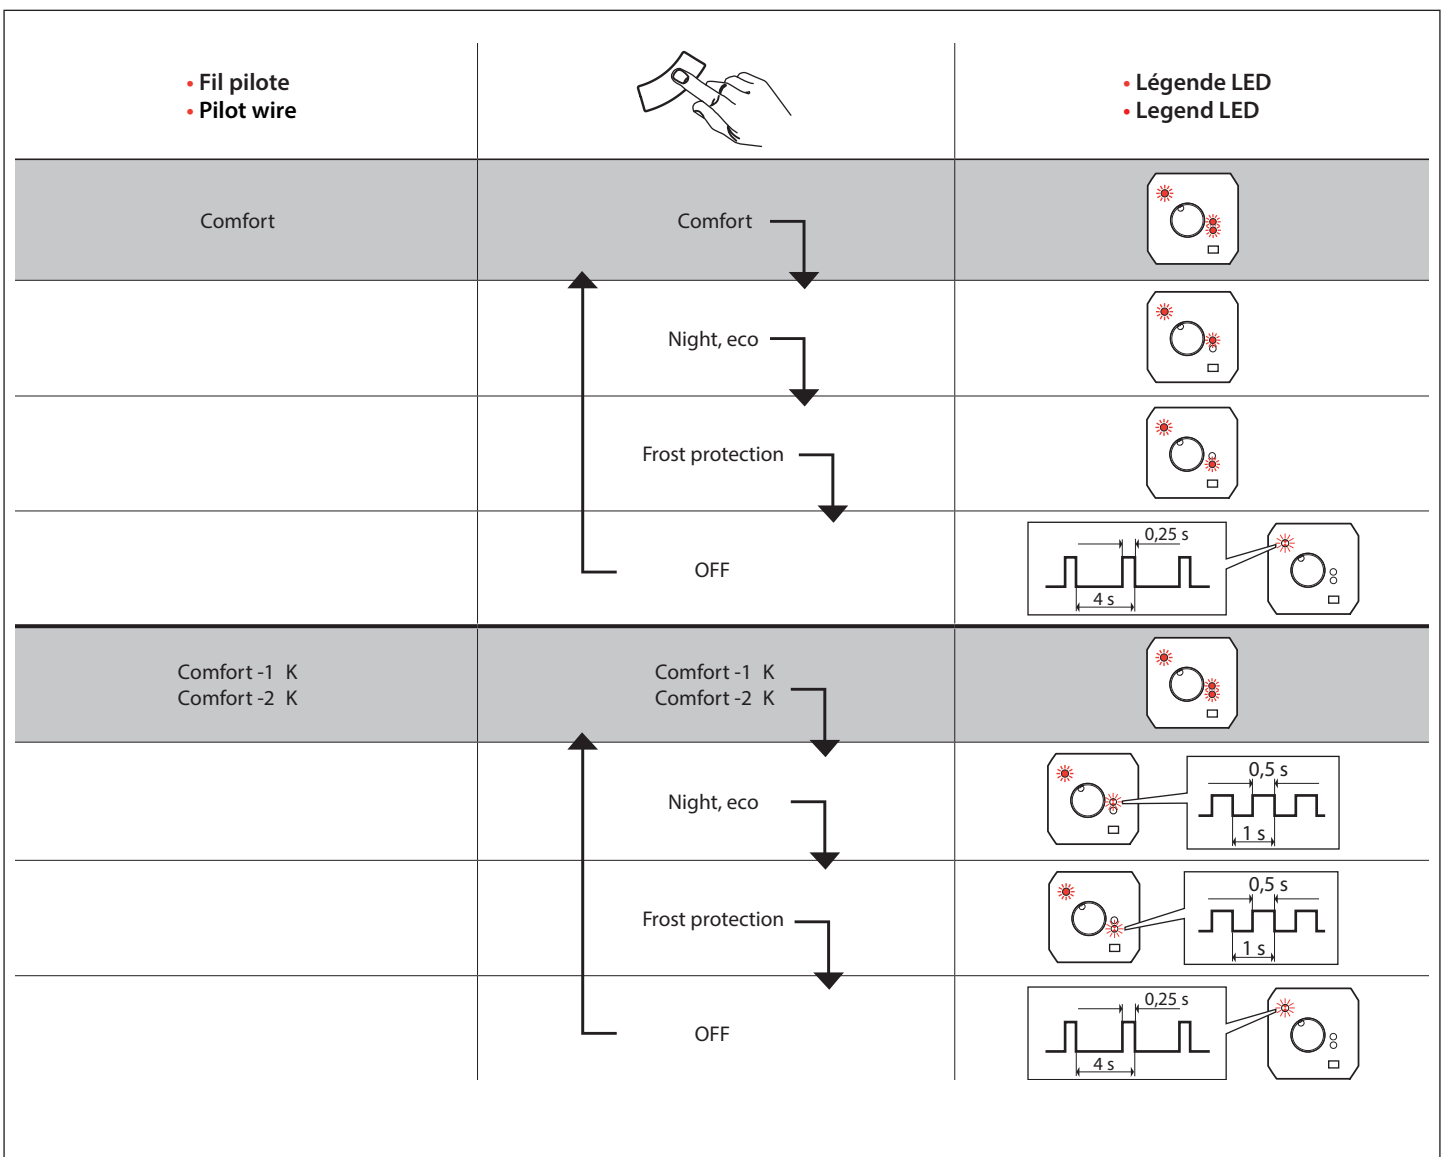 • Fil pilote
• Pilot wire
• Légende LED
• Legend LED
Comfort
Comfort
Night, eco
Frost protection
OFF
0,25 s
4 s
Comfort -1 K
Comfort -2 K
Comfort -1 K
Comfort -2 K
Night, eco
0,5 s
1 s
Frost protection
0,5 s
1 s
OFF
0,25 s
4 s